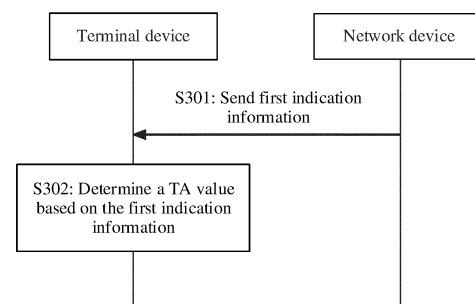 Terminal device
Network device
S301: Send first indication
information
S302: Determine a TA value
based on the first indication
information